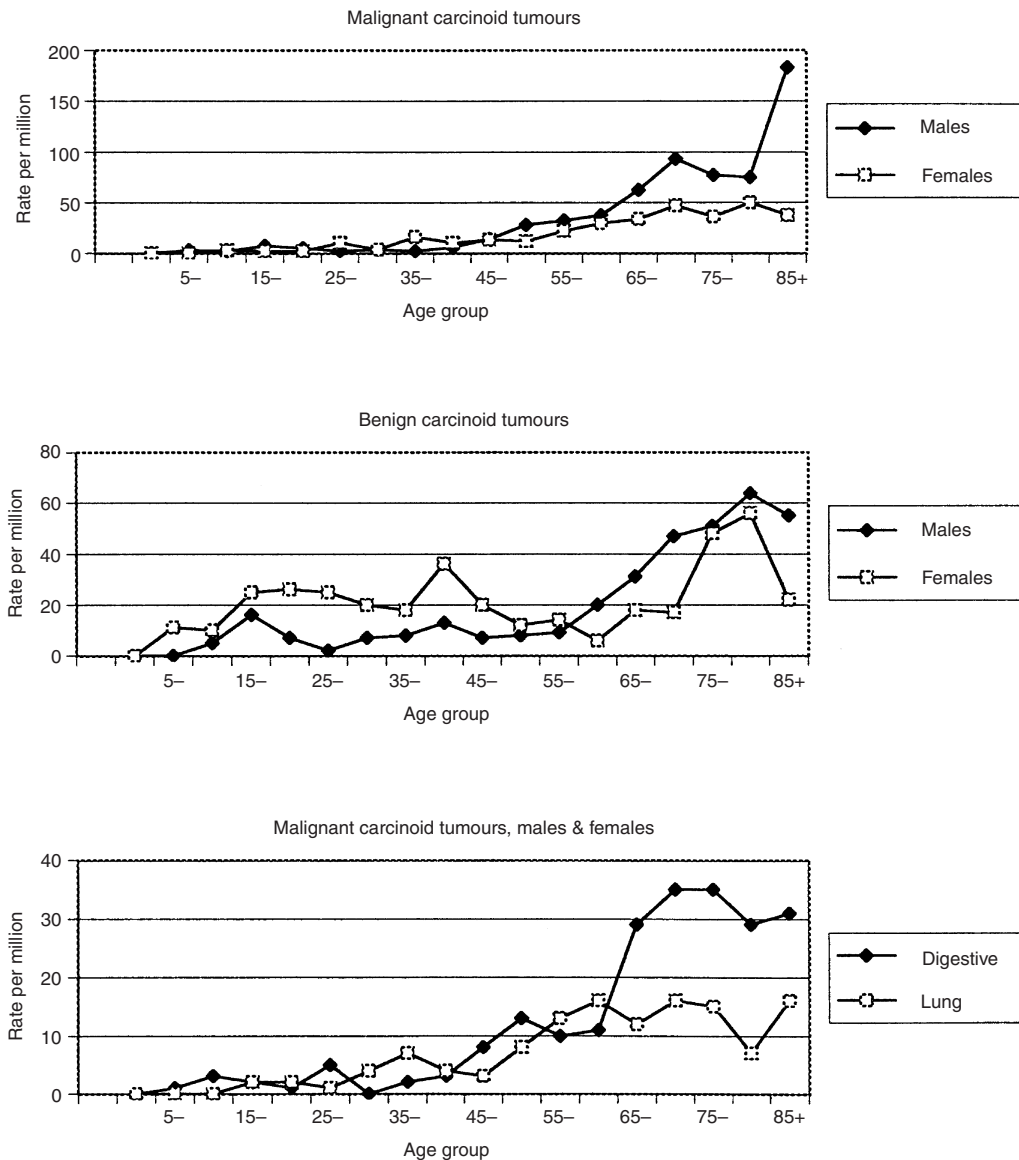 Malignant carcinoid tumours
200
150
100
50
0
Rate per million
5– 15– 25– 35– 45– 55– 65– 75– 85+
Age group
Males
Females
Benign carcinoid tumours
80
60
40
20
0
Rate per million
5– 15– 25– 35– 45– 55– 65– 75– 85+
Age group
Males
Females
Malignant carcinoid tumours, males & females
40
30
20
10
0
Rate per million
5– 15– 25– 35– 45– 55– 65– 75– 85+
Age group
Digestive
Lung